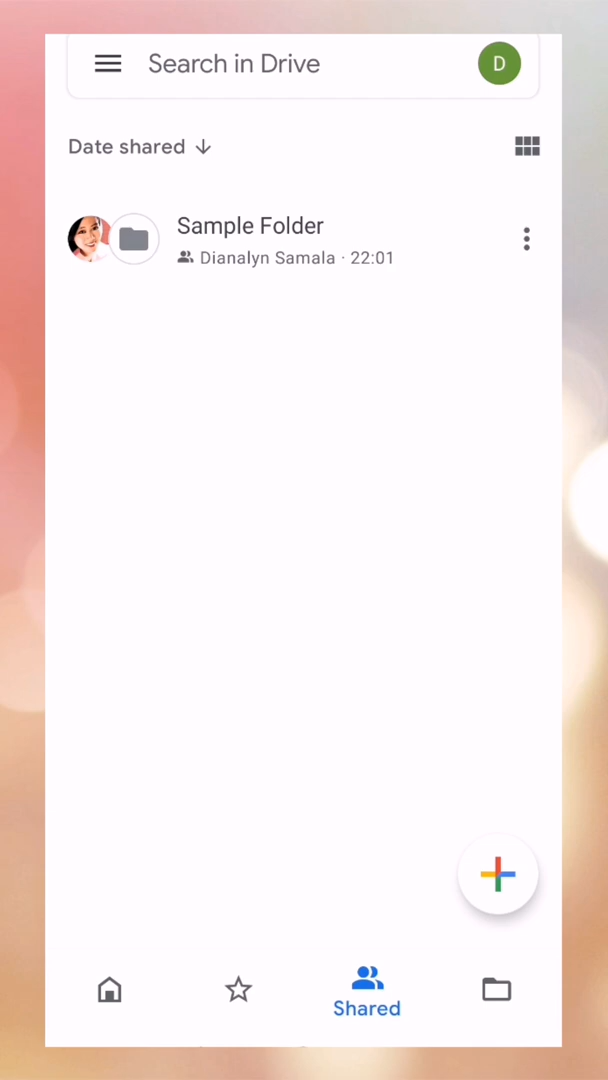 Search in Drive
D
Date shared
Sample Folder
Dianalyn Samala · 22:01
Shared